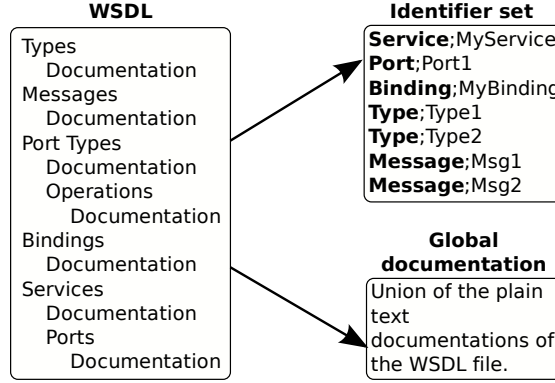 WSDL
Types
Documentation
Messages
Documentation
Port Types
Documentation
Operations
Documentation
Bindings
Documentation
Services
Documentation
Ports
Documentation
Identifier set
Service;MyService
Port;Port1
Binding;MyBinding
Type;Type1
Type;Type2
Message;Msg1
Message;Msg2
Global
documentation
Union of the plain
text
documentations of
the WSDL file.